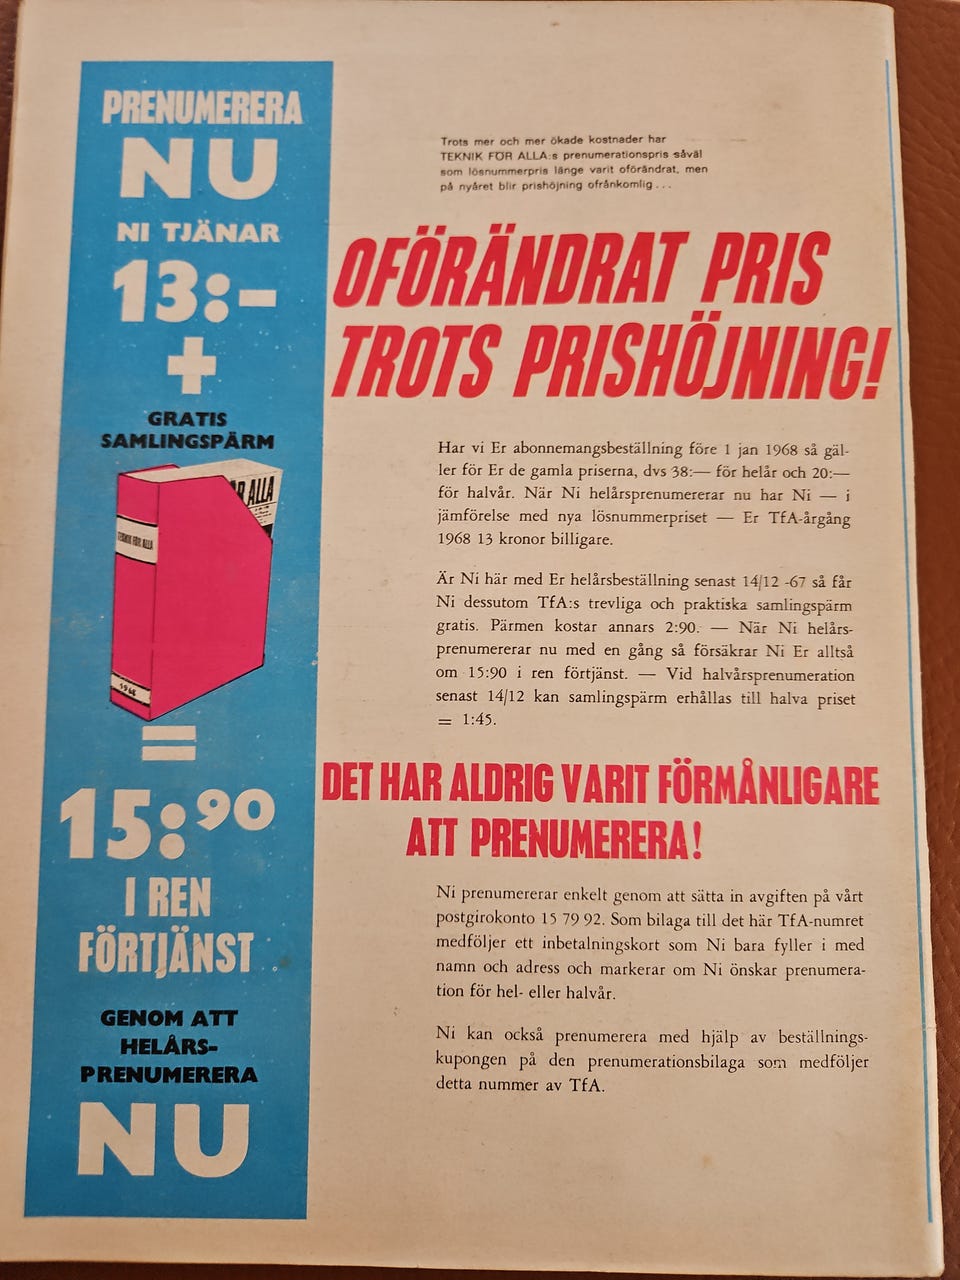 PRENUMERERA
NU
NI TJÄNAR
13:-
+
GRATIS
SAMLINGSPÄRM
R ALLA
TEKNIK FÖR ALLA
1968
=
15:90
I REN
FÖRTJÄNST
GENOM ATT
HELÅRS-
PRENUMERERA
NU
Trots mer och mer ökade kostnader har
TEKNIK FÖR ALLA:s prenumerationspris såväl
som lösnummerpris länge varit oförändrat, men
på nyåret blir prishöjning ofrånkomlig ...
OFÖRÄNDRAT PRIS
TROTS PRISHÖJNING!
Har vi Er abonnemangsbeställning före 1 jan 1968 så gäl-
ler för Er de gamla priserna, dvs 38:— för helår och 20:—
för halvår. När Ni helårsprenumererar nu har Ni — i
jämförelse med nya lösnummerpriset — Er TfA-årgång
1968 13 kronor billigare.
Är Ni här med Er helårsbeställning senast 14/12 -67 så får
Ni dessutom TfA:s trevliga och praktiska samlingspärm
gratis. Pärmen kostar annars 2:90. — När Ni helårs-
prenumererar nu med en gång så försäkrar Ni Er alltså
om 15:90 i ren förtjänst. — Vid halvårsprenumeration
senast 14/12 kan samlingspärm erhållas till halva priset
= 1:45.
DET HAR ALDRIG VARIT FÖRMÅNLIGARE
ATT PRENUMERERA!
Ni prenumererar enkelt genom att sätta in avgiften på vårt
postgirokonto 15 79 92. Som bilaga till det här TfA-numret
medföljer ett inbetalningskort som Ni bara fyller i med
namn och adress och markerar om Ni önskar prenumera-
tion för hel- eller halvår.
Ni kan också prenumerera med hjälp av beställnings-
kupongen på den prenumerationsbilaga som medföljer
detta nummer av TfA.